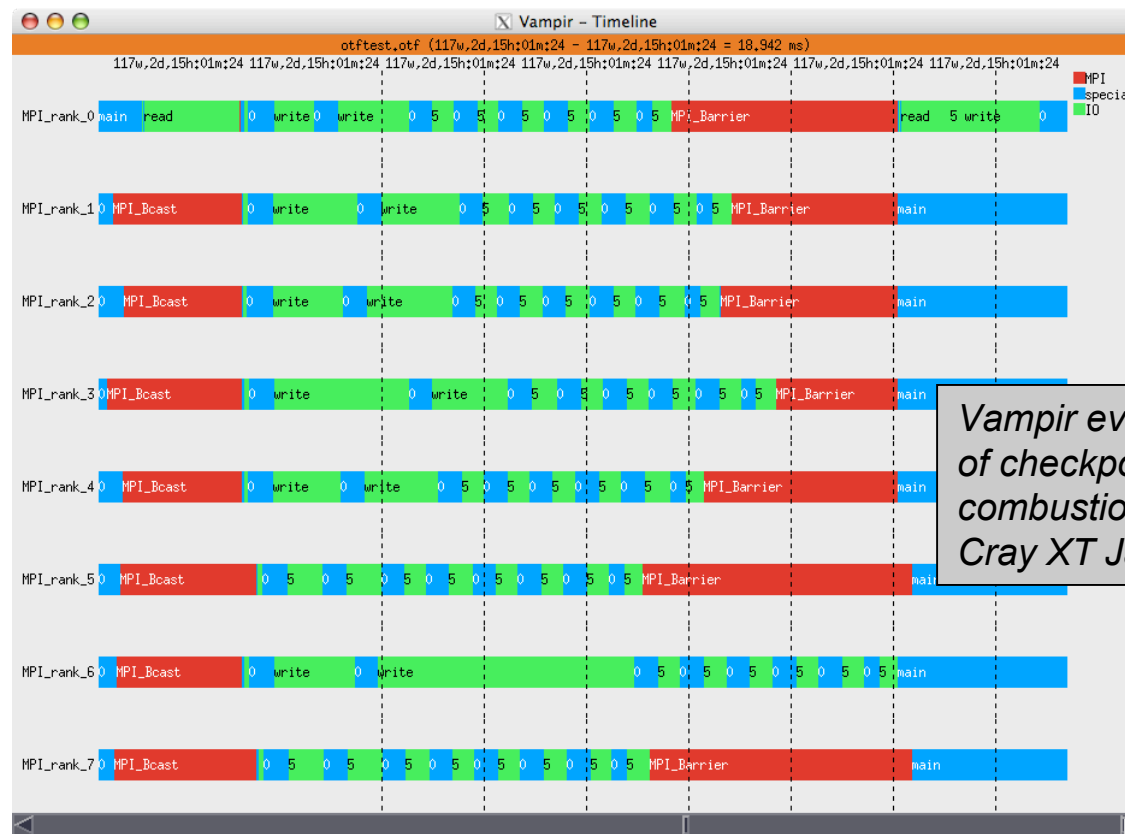 Vampir – Timeline
otftest.otf (117w,2d,15h:01m:24 - 117w,2d,15h:01m:24 = 18.942 ms)
117w,2d,15h:01m:24 117w,2d,15h:01m:24 117w,2d,15h:01m:24 117w,2d,15h:01m:24 117w,2d,15h:01m:24 117w,2d,15h:01m:24 117w,2d,15h:01m:24
MPI
specia
IO
MPI_rank_0 main read 0 write 0 write 0 5 0 5 0 5 0 5 0 5 0 5 MPI_Barrier read 5 write 0
MPI_rank_1 0 MPI_Bcast 0 write 0 write 0 5 0 5 0 5 0 5 0 5 0 5 MPI_Barrier main
MPI_rank_2 0 MPI_Bcast 0 write 0 write 0 5 0 5 0 5 0 5 0 5 0 5 MPI_Barrier main
MPI_rank_3 0 MPI_Bcast 0 write 0 write 0 5 0 5 0 5 0 5 0 5 0 5 MPI_Barrier main
MPI_rank_4 0 MPI_Bcast 0 write 0 write 0 5 0 5 0 5 0 5 0 5 0 5 MPI_Barrier main
MPI_rank_5 0 MPI_Bcast 0 5 0 5 0 5 0 5 0 5 0 5 0 5 0 5 MPI_Barrier main
MPI_rank_6 0 MPI_Bcast 0 write 0 write 0 5 0 5 0 5 0 5 0 5 0 5 main
MPI_rank_7 0 MPI_Bcast 0 5 0 5 0 5 0 5 0 5 0 5 0 5 0 5 MPI_Barrier main
Vampir ev
of checkpo
combustio
Cray XT J